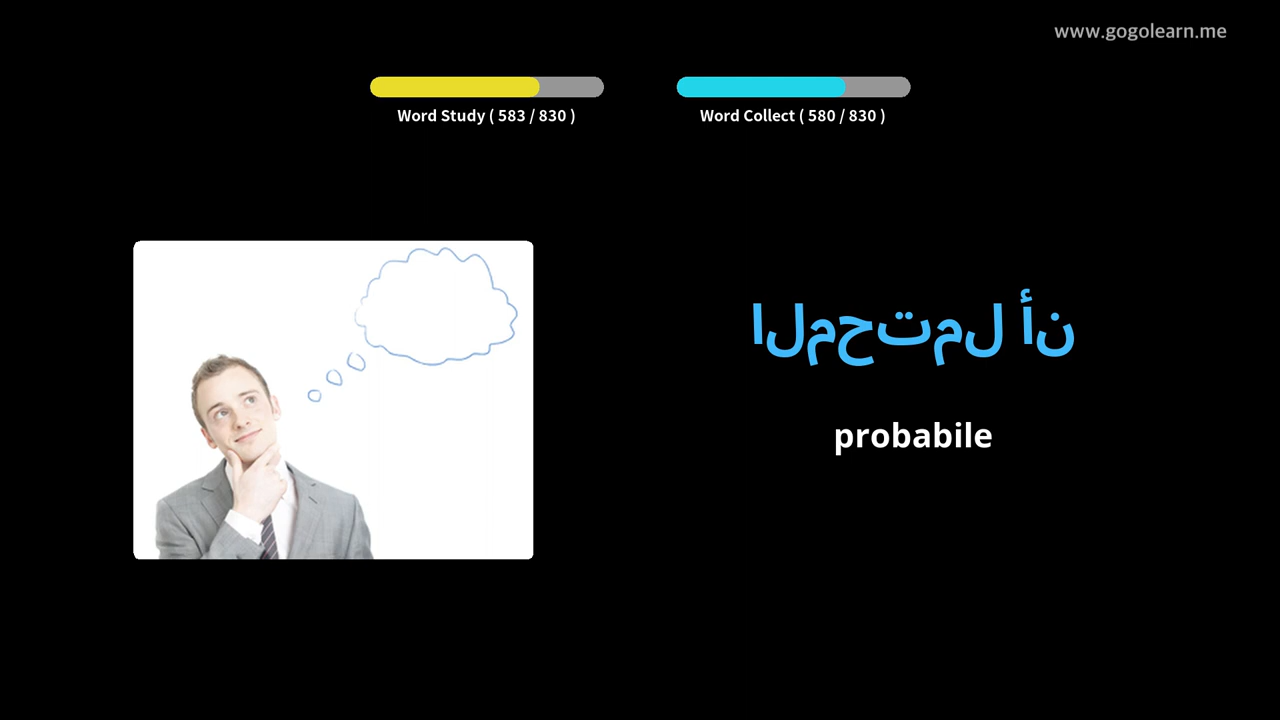 www.gogolearn.me
Word Study ( 583 / 830 )
Word Collect ( 580 / 830 )
المحتمل أن
probabile